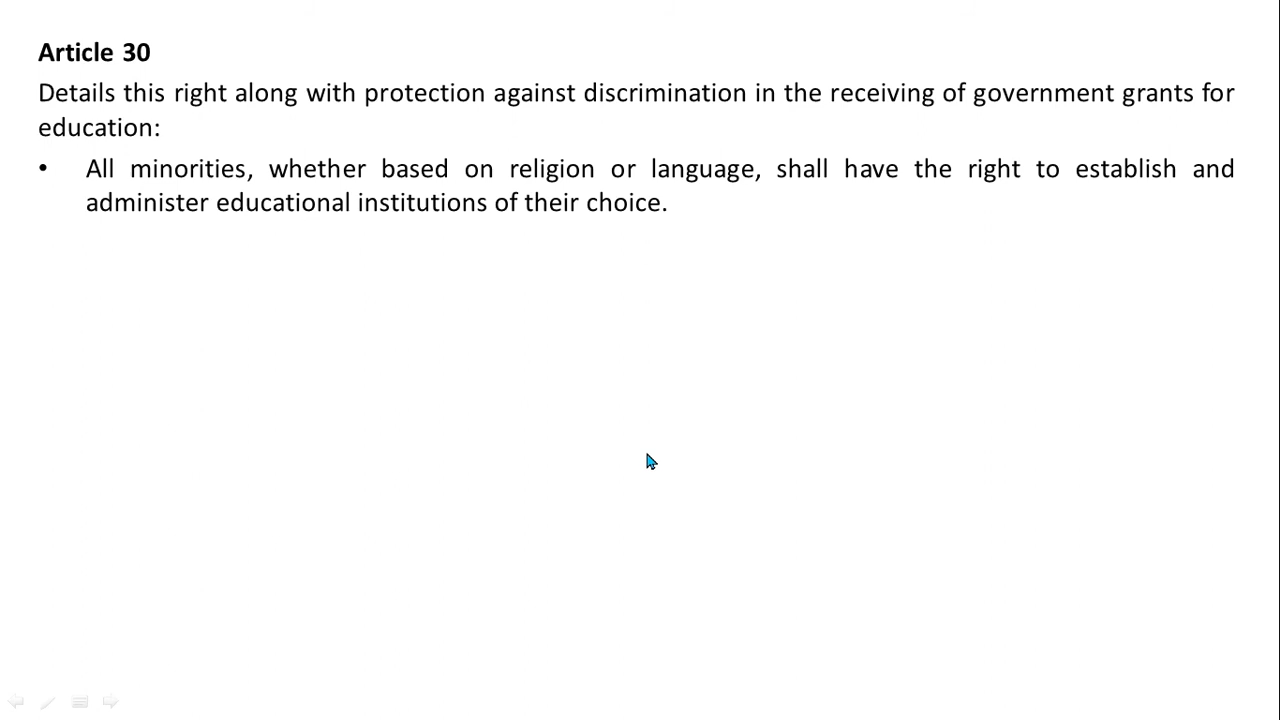 Article 30
Details this right along with protection against discrimination in the receiving of government grants for
education:
• All minorities, whether based on religion or language, shall have the right to establish and
administer educational institutions of their choice.